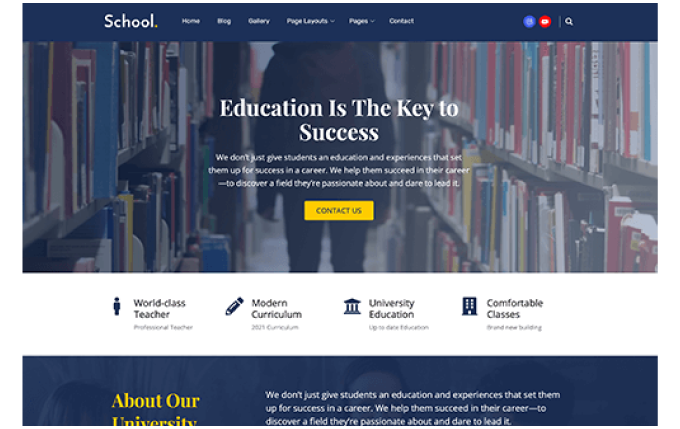 School.
Home Blog Gallery Page Layouts Pages Contact
Education Is The Key to
Success
We don't just give students an education and experiences that set
them up for success in a career. We help them succeed in their career
—to discover a field they're passionate about and dare to lead it.
CONTACT US
World-class
Teacher
Professional Teacher
Modern
Curriculum
2021 Curriculum
University
Education
Up to date Education
Comfortable
Classes
Brand new building
About Our
University
We don't just give students an education and experiences that set them
up for success in a career. We help them succeed in their career—to
discover a field they're passionate about and dare to lead it.